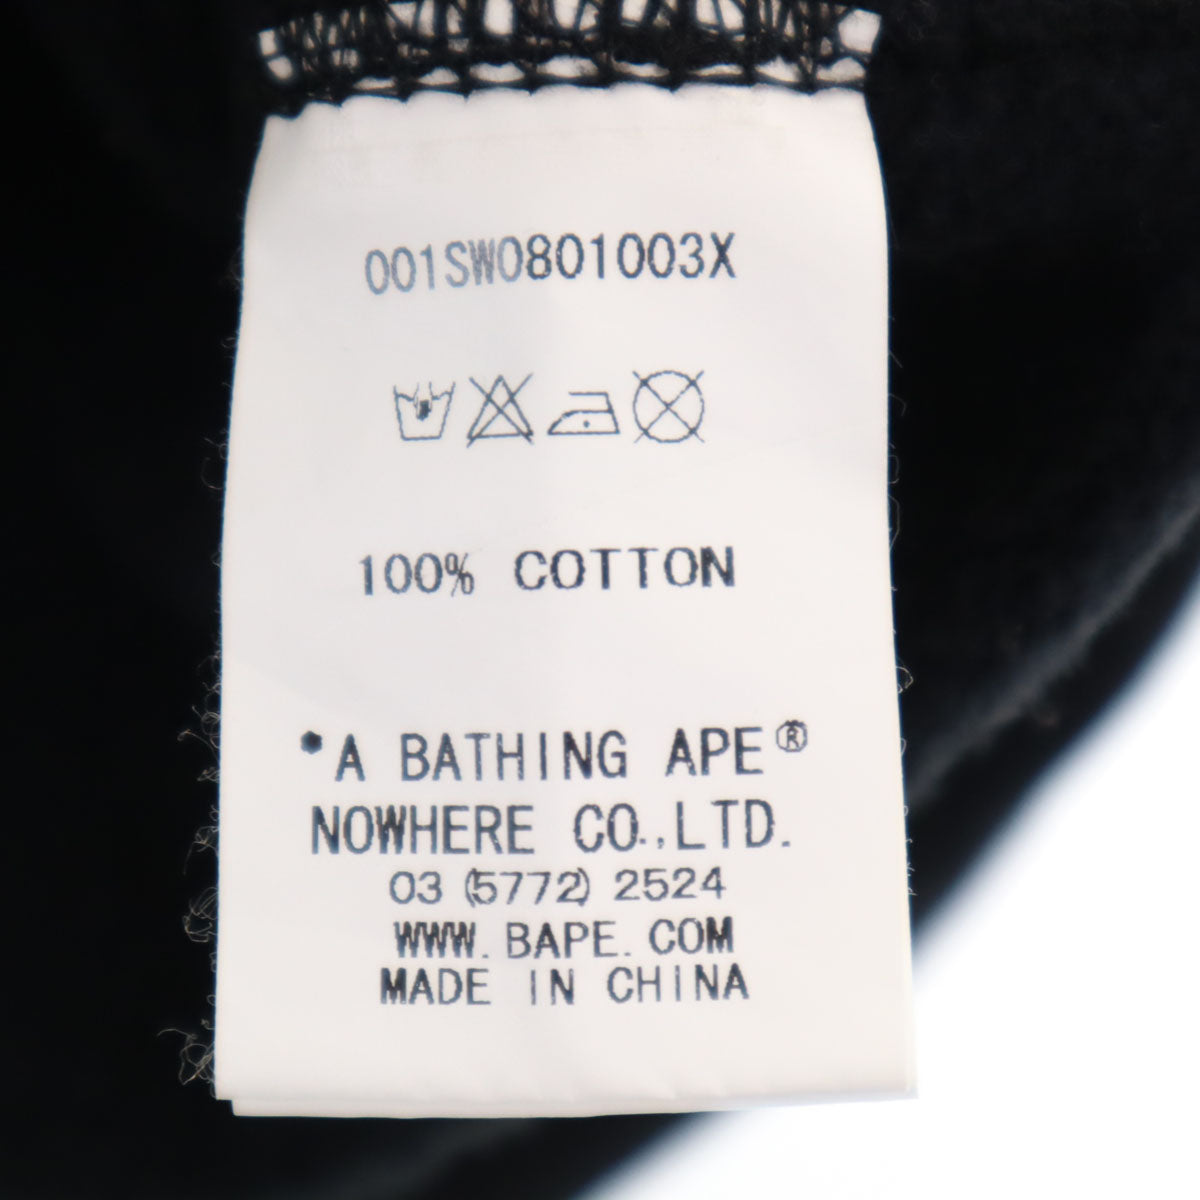 001SW0801003X
100% COTTON
*A BATHING APE®
NOWHERE CO.,LTD.
03 (5772) 2524
WWW. BAPE. COM
MADE IN CHINA